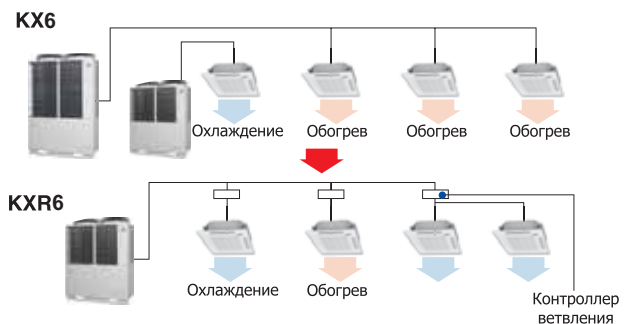 KX6
Охлаждение Обогрев Обогрев Обогрев
KXR6
Охлаждение Обогрев
Контроллер
ветвления